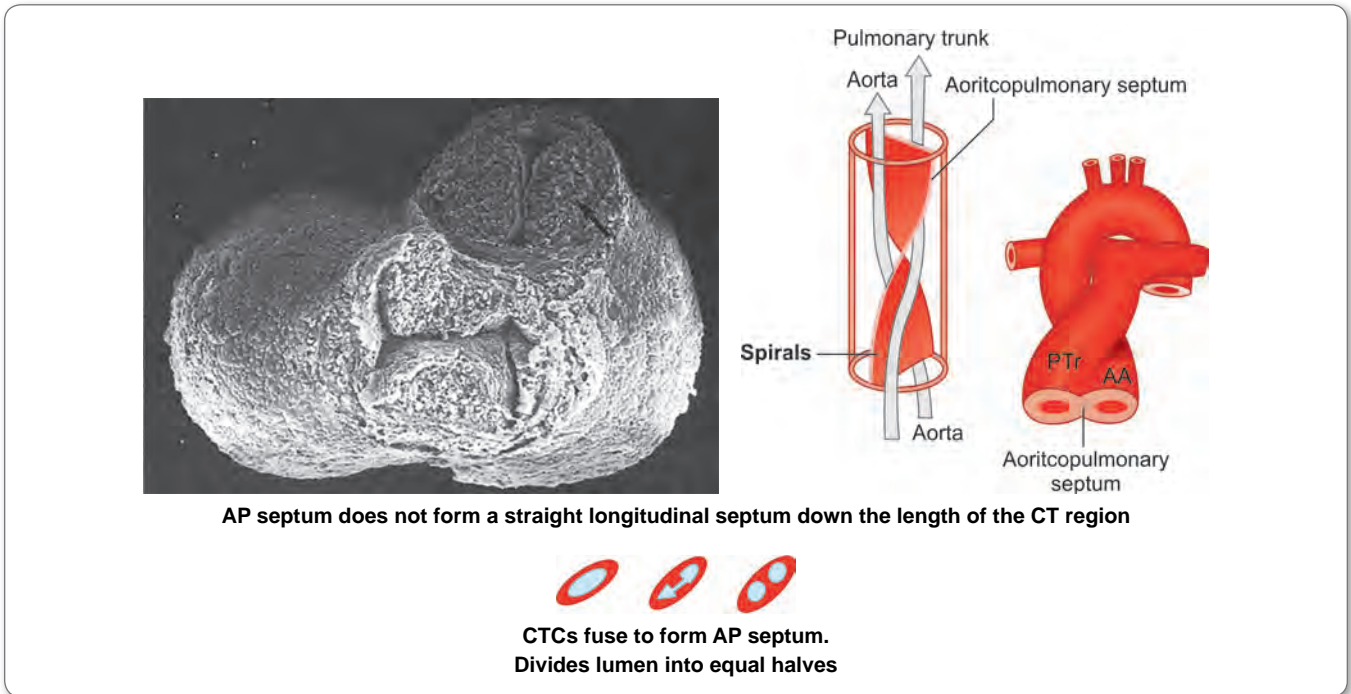 Pulmonary trunk
Aorta
Aoritcopulmonary septum
Spirals
Aorta
PTr
AA
Aoritcopulmonary
septum
AP septum does not form a straight longitudinal septum down the length of the CT region
CTCs fuse to form AP septum.
Divides lumen into equal halves